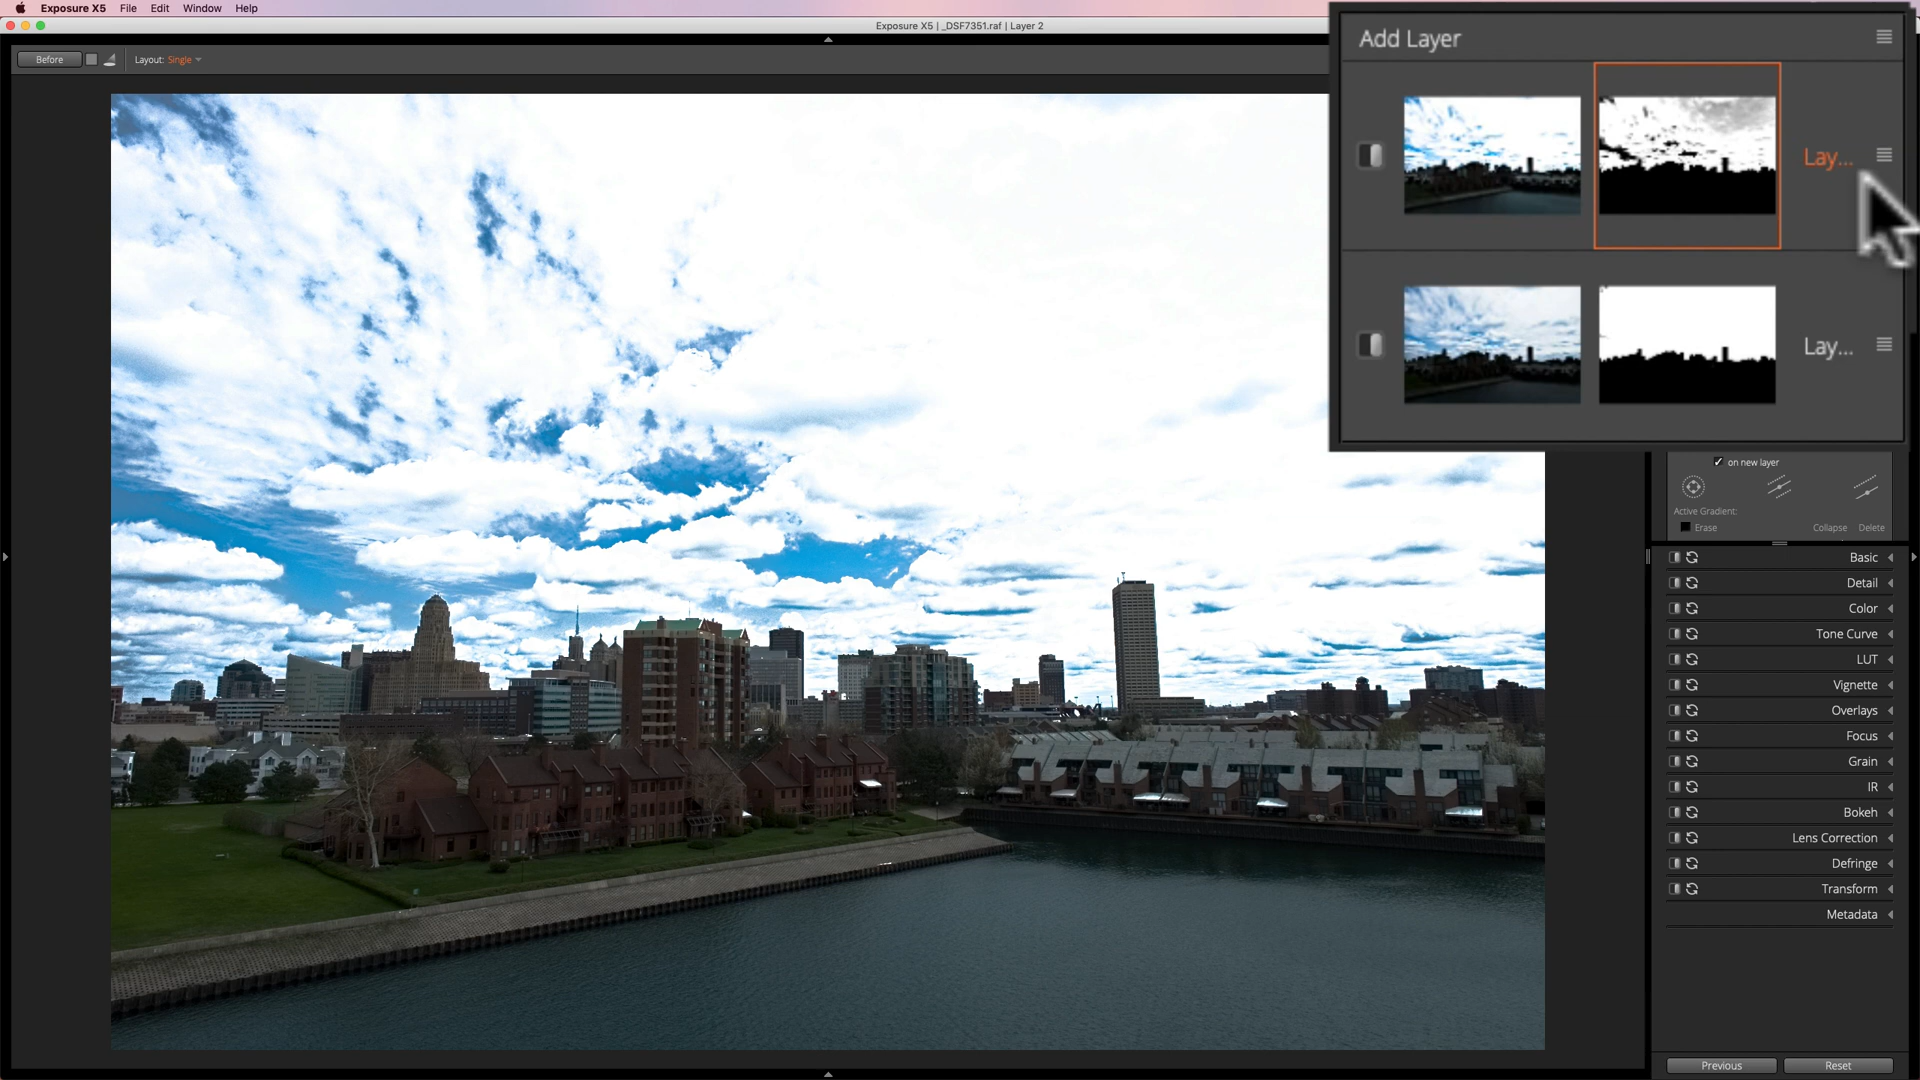 Exposure X5 File Edit Window Help
Exposure X5 | _DSF7351.raf | Layer 2
Before Layout: Single
Add Layer
Lay...
Lay...
on new layer
Active Gradient:
Erase Collapse Delete
Basic
Detail
Color
Tone Curve
LUT
Vignette
Overlays
Focus
Grain
IR
Bokeh
Lens Correction
Defringe
Transform
Metadata
Previous Reset